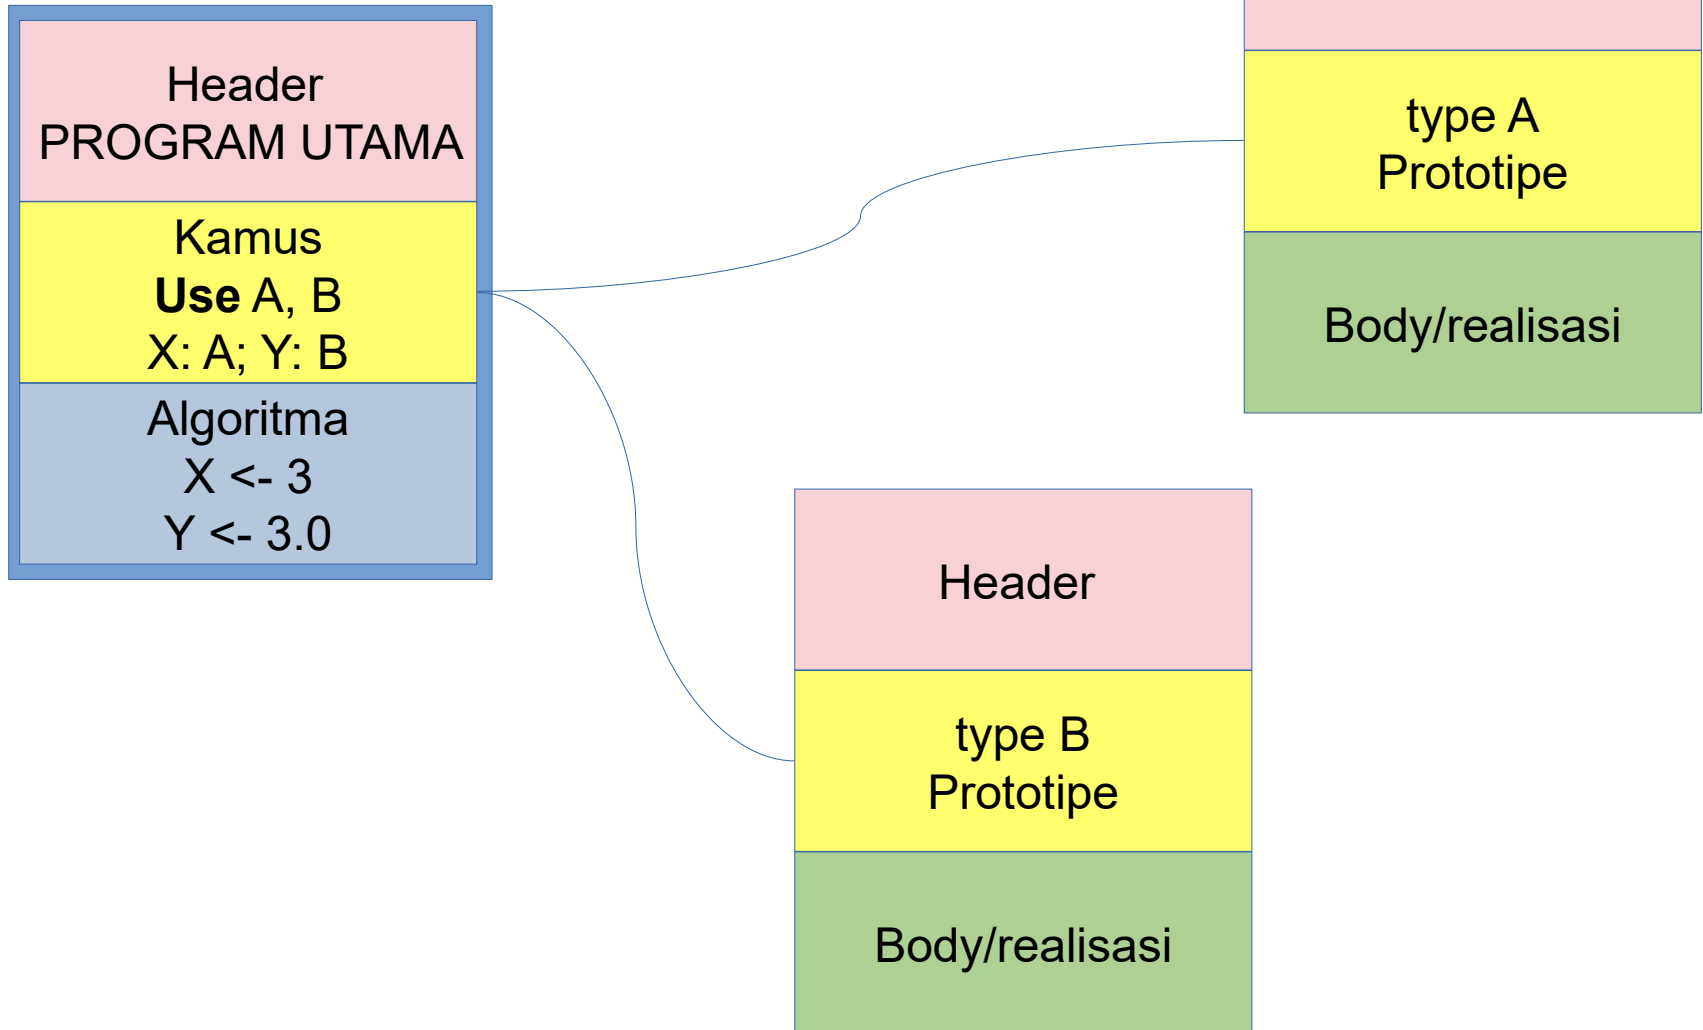 Header
PROGRAM UTAMA
Kamus
Use A, B
X: A; Y: B
Algoritma
X <- 3
Y <- 3.0
type A
Prototipe
Body/realisasi
Header
type B
Prototipe
Body/realisasi